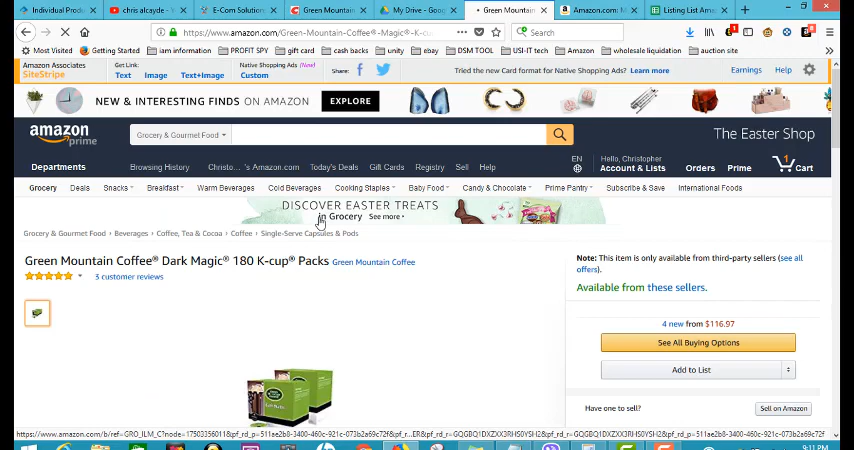 Individual Produc
chris alcayde -
E-Com Solution
Green Mountain
My Drive - Goog
Green Mountain
Amazon.com: M
Listing List Ama
https://www.amazon.com/Green-Mountain-Coffee®-Magic®-K-cu
Search
Most Visited
Getting Started
iam information
PROFIT SPY
gift card
cash backs
unity
ebay
DSM TOOL
USI-IT tech
Amazon
wholesale liquidation
auction site
Amazon Associates
SiteStripe
Get Link:
Text
Image
Text+Image
Native Shopping Ads (New!)
Custom
Share:
Tried the new Card format for Native Shopping Ads? Learn more
Earnings
Help
NEW & INTERESTING FINDS ON AMAZON
EXPLORE
amazon
prime
Grocery & Gourmet Food
The Easter Shop
Departments
Browsing History
Christo... 's Amazon.com
Today's Deals
Gift Cards
Registry
Sell
Help
EN
Hello, Christopher
Account & Lists
Orders
Prime
1
Cart
Grocery
Deals
Snacks
Breakfast
Warm Beverages
Cold Beverages
Cooking Staples
Baby Food
Candy & Chocolate
Prime Pantry
Subscribe & Save
International Foods
DISCOVER EASTER TREATS
in Grocery See more
Grocery & Gourmet Food › Beverages › Coffee, Tea & Cocoa › Coffee › Single-Serve Capsules & Pods
Green Mountain Coffee® Dark Magic® 180 K-cup® Packs Green Mountain Coffee
3 customer reviews
Note: This item is only available from third-party sellers (see all
offers).
Available from these sellers.
4 new from $116.97
See All Buying Options
Add to List
Have one to sell?
Sell on Amazon
9:11 PM